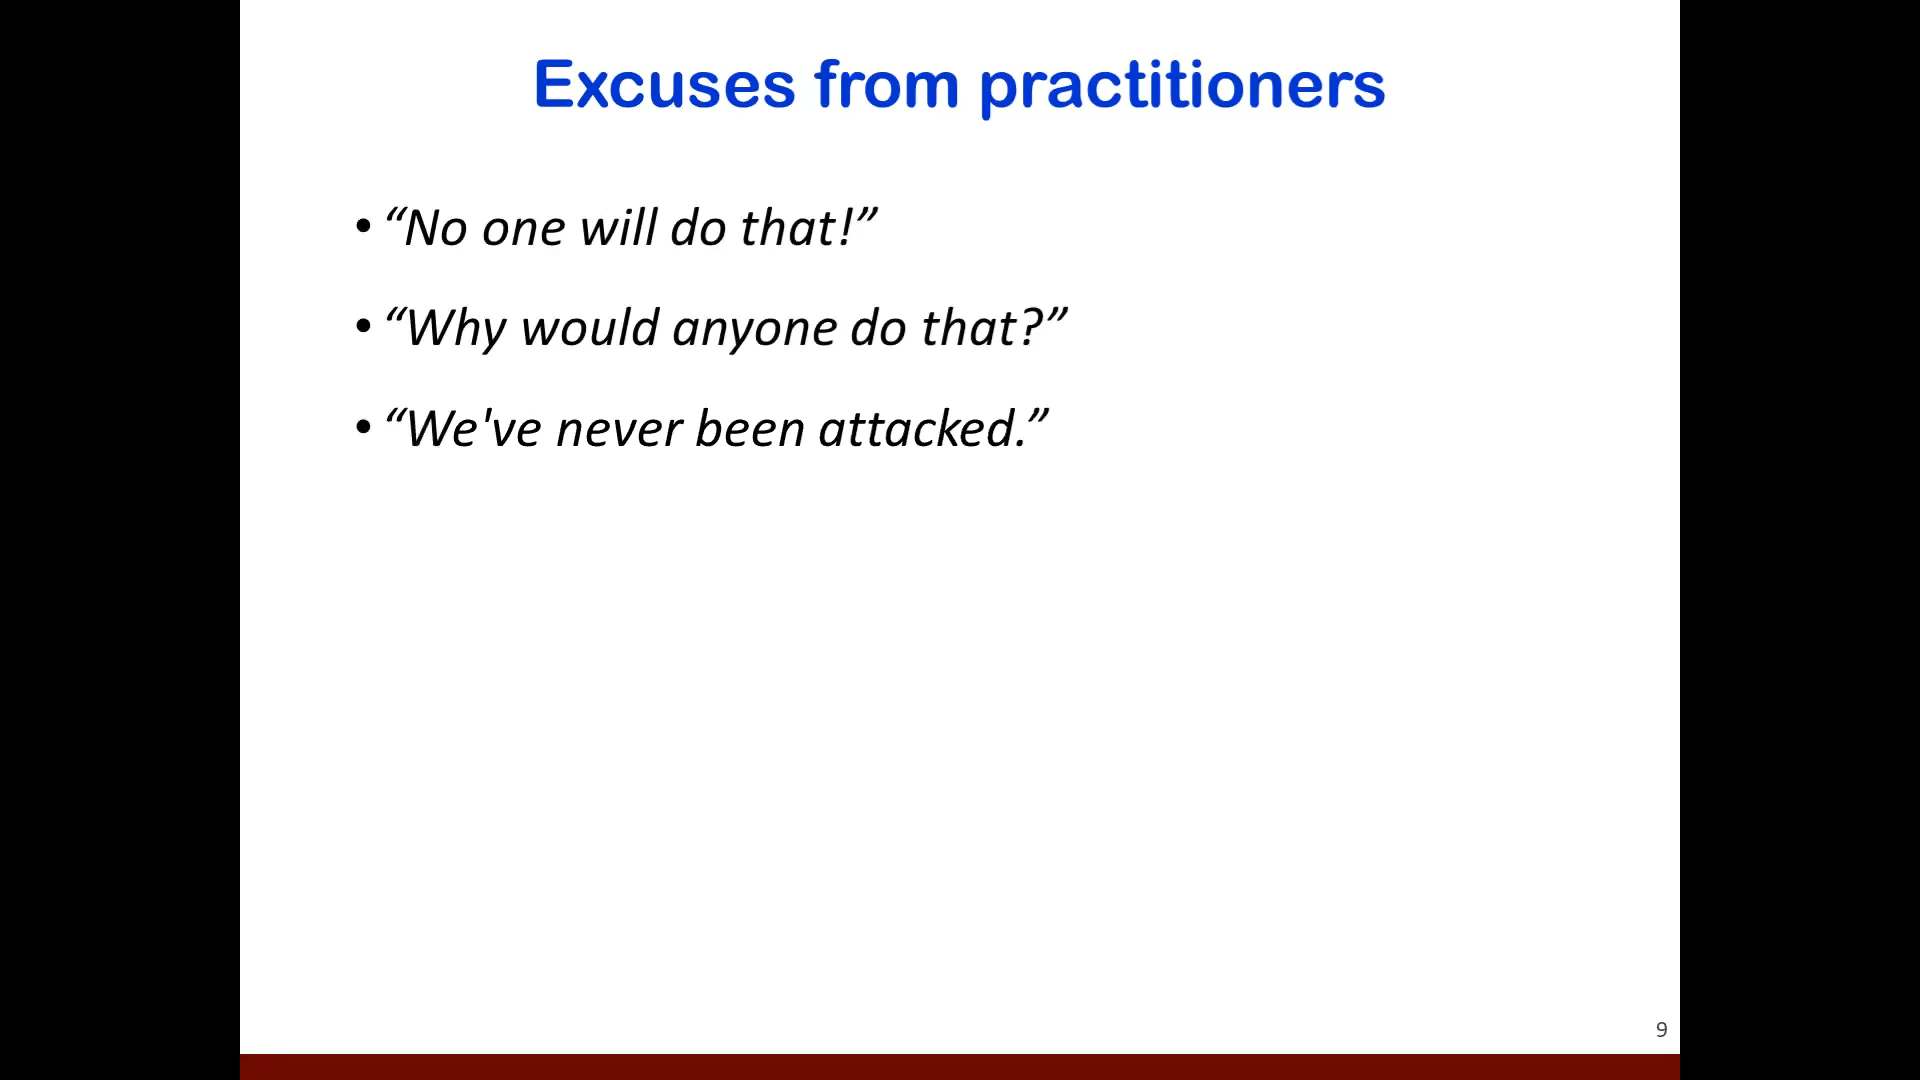 Excuses from practitioners
• “No one will do that!”
• “Why would anyone do that?”
• “We've never been attacked.”
9